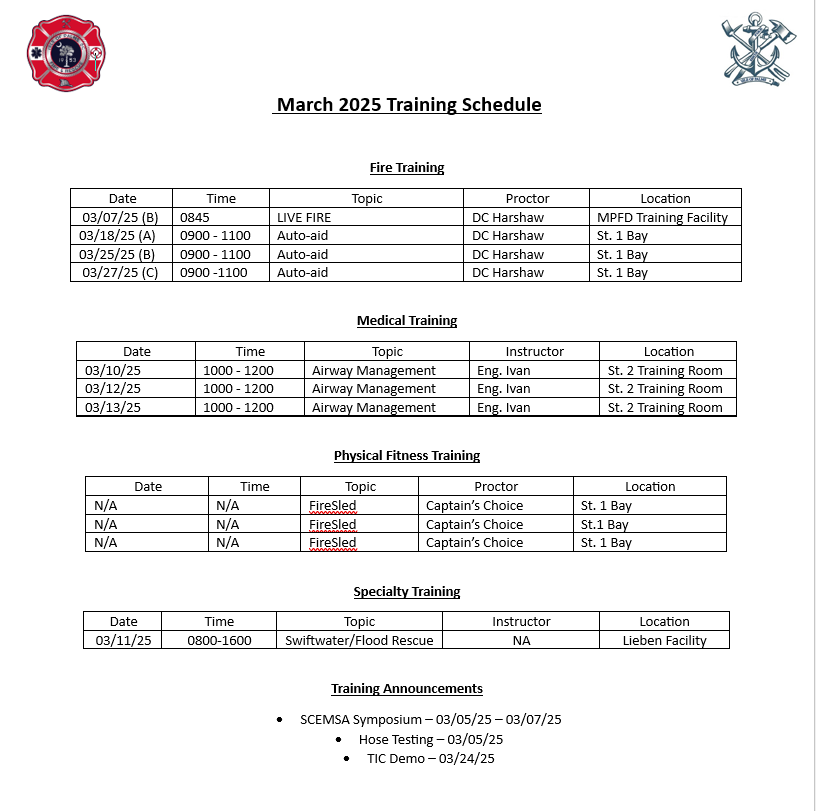 March 2025 Training Schedule
Fire Training
Date Time Topic Proctor Location
03/07/25 (B) 0845 LIVE FIRE DC Harshaw MPFD Training Facility
03/18/25 (A) 0900 - 1100 Auto-aid DC Harshaw St. 1 Bay
03/25/25 (B) 0900 - 1100 Auto-aid DC Harshaw St. 1 Bay
03/27/25 (C) 0900 -1100 Auto-aid DC Harshaw St. 1 Bay
Medical Training
Date Time Topic Instructor Location
03/10/25 1000 - 1200 Airway Management Eng. Ivan St. 2 Training Room
03/12/25 1000 - 1200 Airway Management Eng. Ivan St. 2 Training Room
03/13/25 1000 - 1200 Airway Management Eng. Ivan St. 2 Training Room
Physical Fitness Training
Date Time Topic Proctor Location
N/A N/A FireSled Captain’s Choice St. 1 Bay
N/A N/A FireSled Captain’s Choice St.1 Bay
N/A N/A FireSled Captain’s Choice St. 1 Bay
Specialty Training
Date Time Topic Instructor Location
03/11/25 0800-1600 Swiftwater/Flood Rescue NA Lieben Facility
Training Announcements
• SCEMSA Symposium – 03/05/25 – 03/07/25
• Hose Testing – 03/05/25
• TIC Demo – 03/24/25